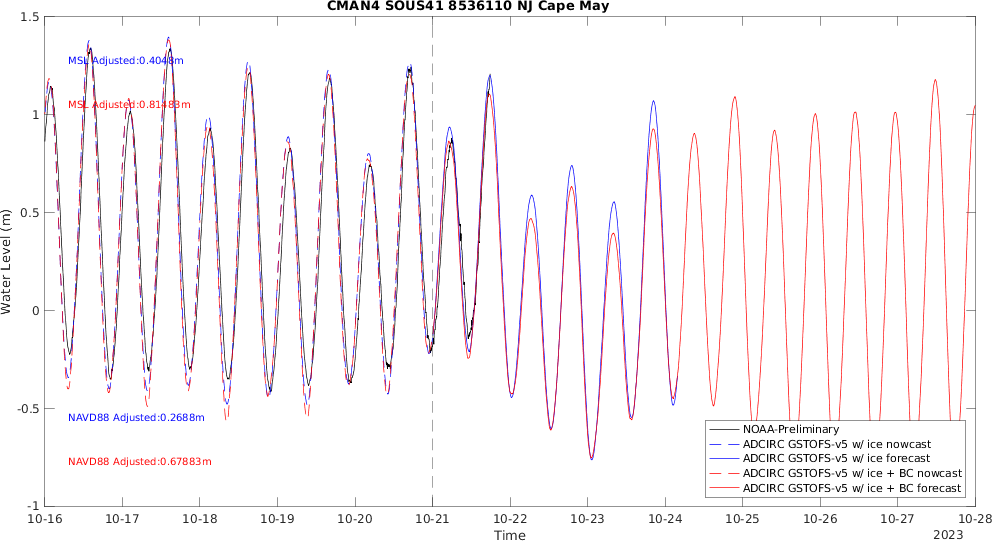 CMAN4 SOUS41 8536110 NJ Cape May
1.5
MSL Adjusted:0.4048m
MSL Adjusted:0.81483m
1
0.5
Water Level (m)
0
-0.5
NAVD88 Adjusted:0.2688m
NAVD88 Adjusted:0.67883m
-1
NOAA-Preliminary
ADCIRC GSTOFS-v5 w/ ice nowcast
ADCIRC GSTOFS-v5 w/ ice forecast
ADCIRC GSTOFS-v5 w/ ice + BC nowcast
ADCIRC GSTOFS-v5 w/ ice + BC forecast
10-16 10-17 10-18 10-19 10-20 10-21 10-22 10-23 10-24 10-25 10-26 10-27 10-28
Time
2023